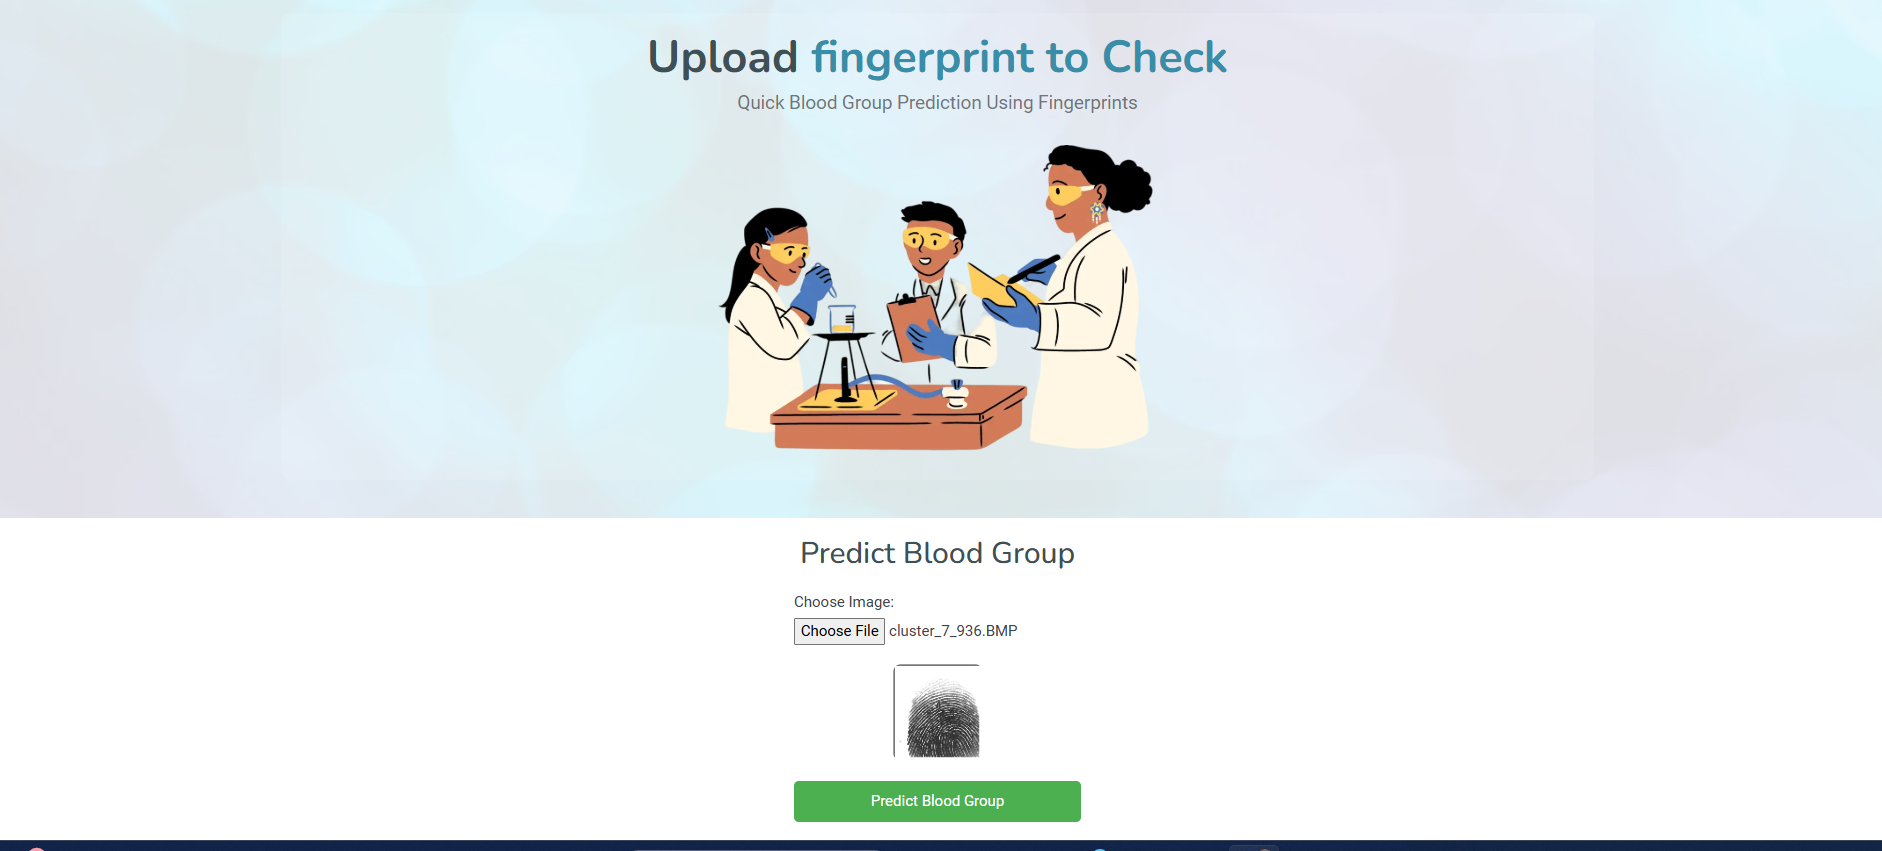 Upload fingerprint to Check
Quick Blood Group Prediction Using Fingerprints
Predict Blood Group
Choose Image:
Choose File cluster_7_936.BMP
Predict Blood Group